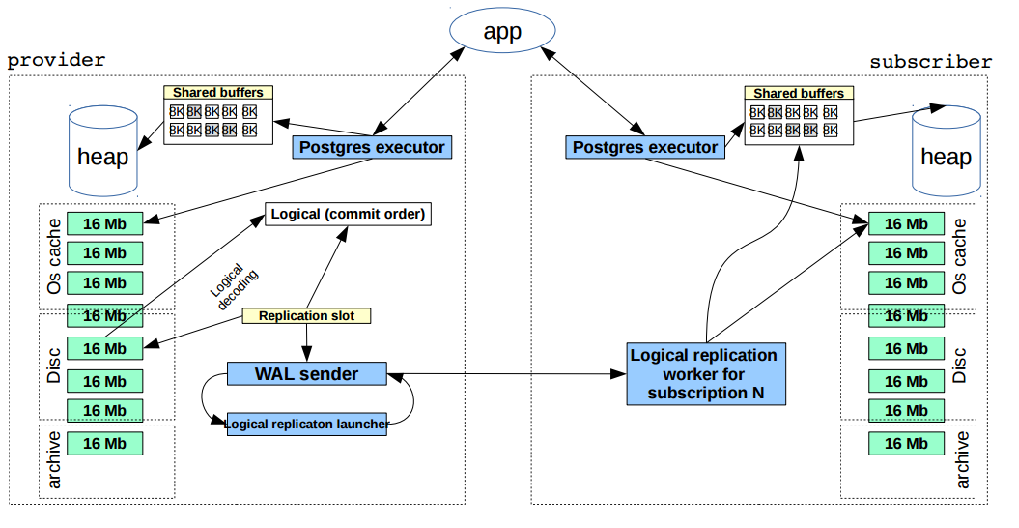 app
provider
subscriber
Shared buffers
8K 8K 8K 8K 8K
8K 8K 8K 8K 8K
heap
Postgres executor
16 Mb
16 Mb
16 Mb
16 Mb
16 Mb
16 Mb
16 Mb
16 Mb
Os cache
Disc
archive
Logical (commit order)
Logical
decoding
Replication slot
WAL sender
Logical replicaton launcher
Postgres executor
Shared buffers
8K 8K 8K 8K 8K
8K 8K 8K 8K 8K
heap
Logical replication
worker for
subscription N
16 Mb
16 Mb
16 Mb
16 Mb
16 Mb
16 Mb
16 Mb
16 Mb
Os cache
Disc
archive